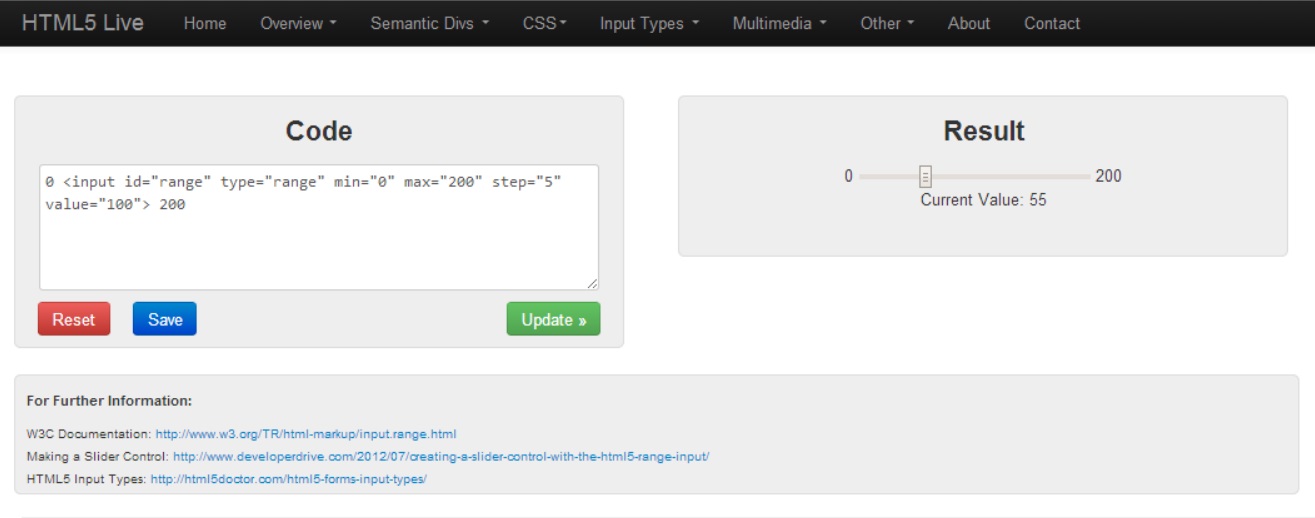 HTML5 Live Home Overview Semantic Divs CSS Input Types Multimedia Other About Contact
Code
0 <input id="range" type="range" min="0" max="200" step="5"
value="100"> 200
Reset Save Update »
Result
0 200
Current Value: 55
For Further Information:
W3C Documentation: http://www.w3.org/TR/html-markup/input.range.html
Making a Slider Control: http://www.developerdrive.com/2012/07/creating-a-slider-control-with-the-html5-range-input/
HTML5 Input Types: http://html5doctor.com/html5-forms-input-types/